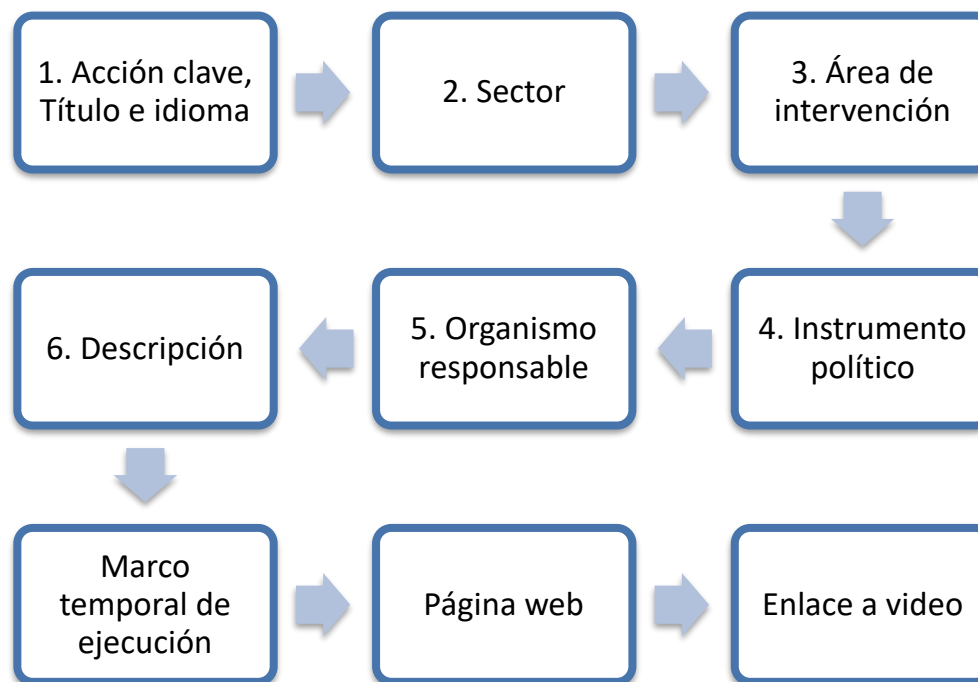 1. Acción clave,
Título e idioma
2. Sector
3. Área de
intervención
4. Instrumento
político
5. Organismo
responsable
6. Descripción
Marco
temporal de
ejecución
Página web
Enlace a video